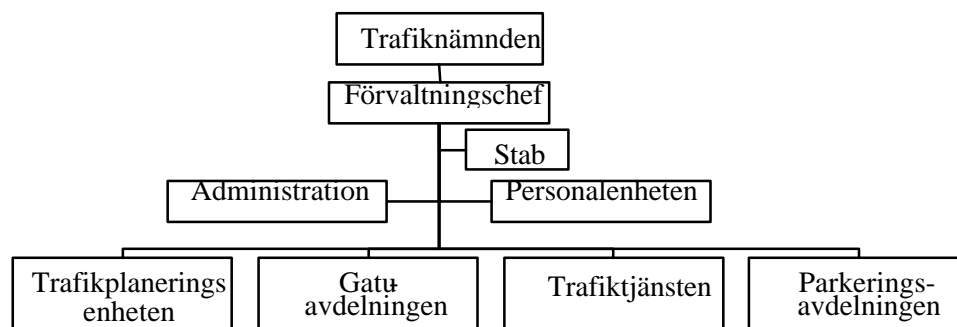 Trafiknämnden
Förvaltningschef
Stab
Administration
Personalenheten
Trafikplanerings
enheten
Gatu-
avdelningen
Trafiktjänsten
Parkerings-
avdelningen